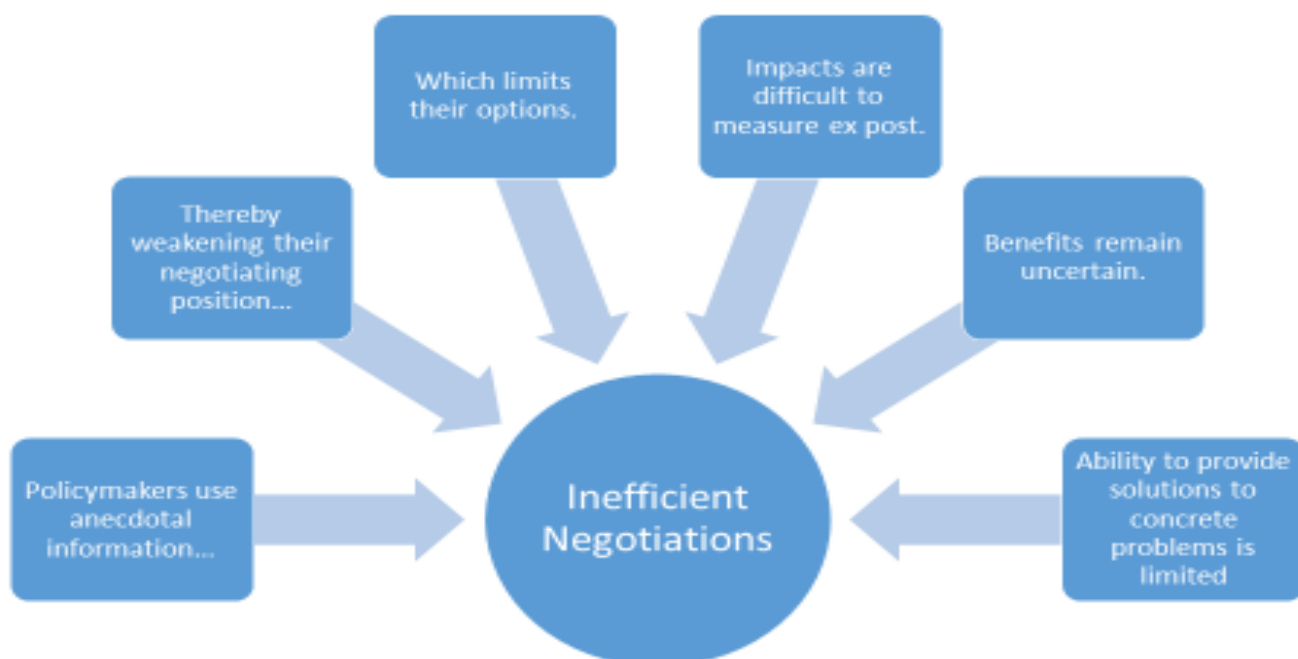 Policymakers use
anecdotal
information...
Thereby
weakening their
negotiating
position...
Which limits
their options.
Impacts are
difficult to
measure ex post.
Benefits remain
uncertain.
Ability to provide
solutions to
concrete
problems is
limited
Inefficient
Negotiations